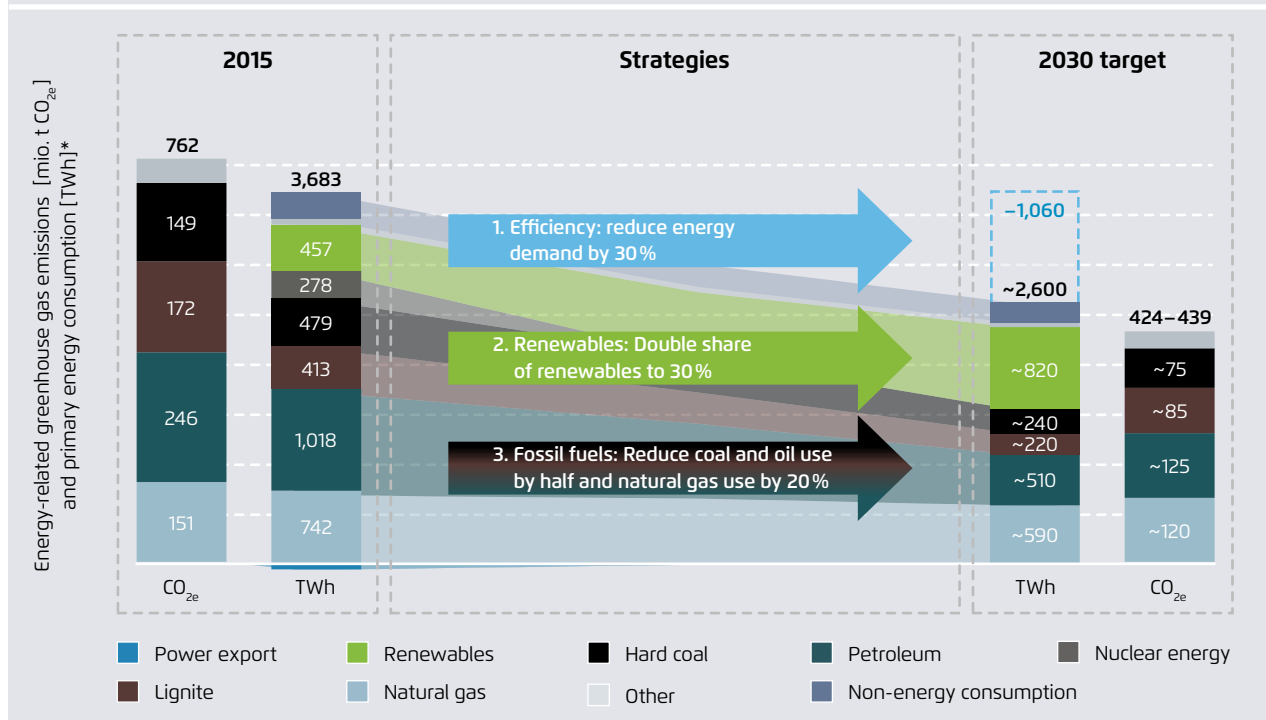 Energy-related greenhouse gas emissions [mio. t CO2e]
and primary energy consumption [TWh]*
2015
762
149
172
246
151
CO2e
3,683
457
278
479
413
1,018
742
TWh
Strategies
1. Efficiency: reduce energy
demand by 30%
2. Renewables: Double share
of renewables to 30%
3. Fossil fuels: Reduce coal and oil use
by half and natural gas use by 20%
2030 target
−1,060
~2,600
~820
~240
~220
~510
~590
TWh
424–439
~75
~85
~125
~120
CO2e
Power export
Renewables
Hard coal
Petroleum
Nuclear energy
Lignite
Natural gas
Other
Non-energy consumption